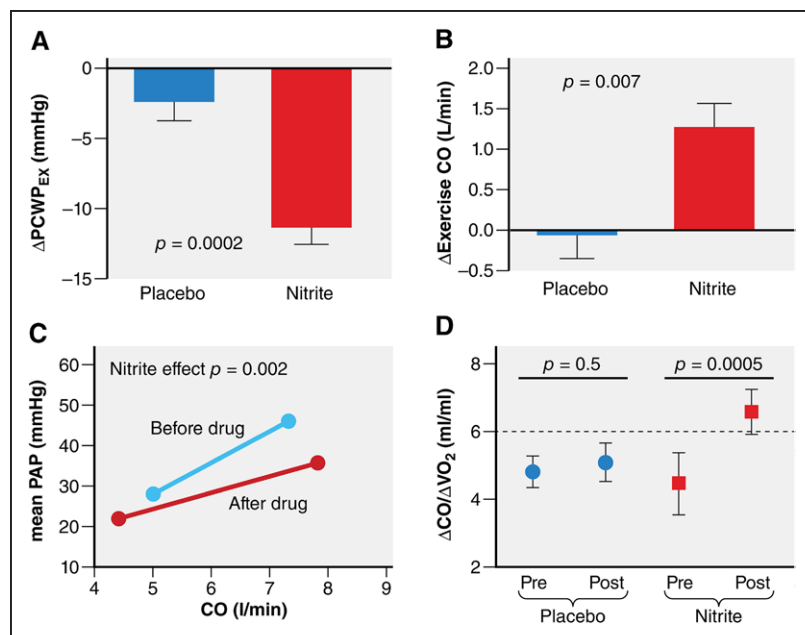 A
ΔPCWPEX (mmHg)
0
−5
−10
−15
p = 0.0002
Placebo
Nitrite
B
ΔExercise CO (L/min)
2.0
1.5
1.0
0.5
0.0
−0.5
p = 0.007
Placebo
Nitrite
C
mean PAP (mmHg)
60
50
40
30
20
10
Nitrite effect p = 0.002
Before drug
After drug
4 5 6 7 8 9
CO (l/min)
D
ΔCO/ΔVO2 (ml/ml)
8
6
4
2
p = 0.5
p = 0.0005
Pre Post Pre Post
Placebo Nitrite